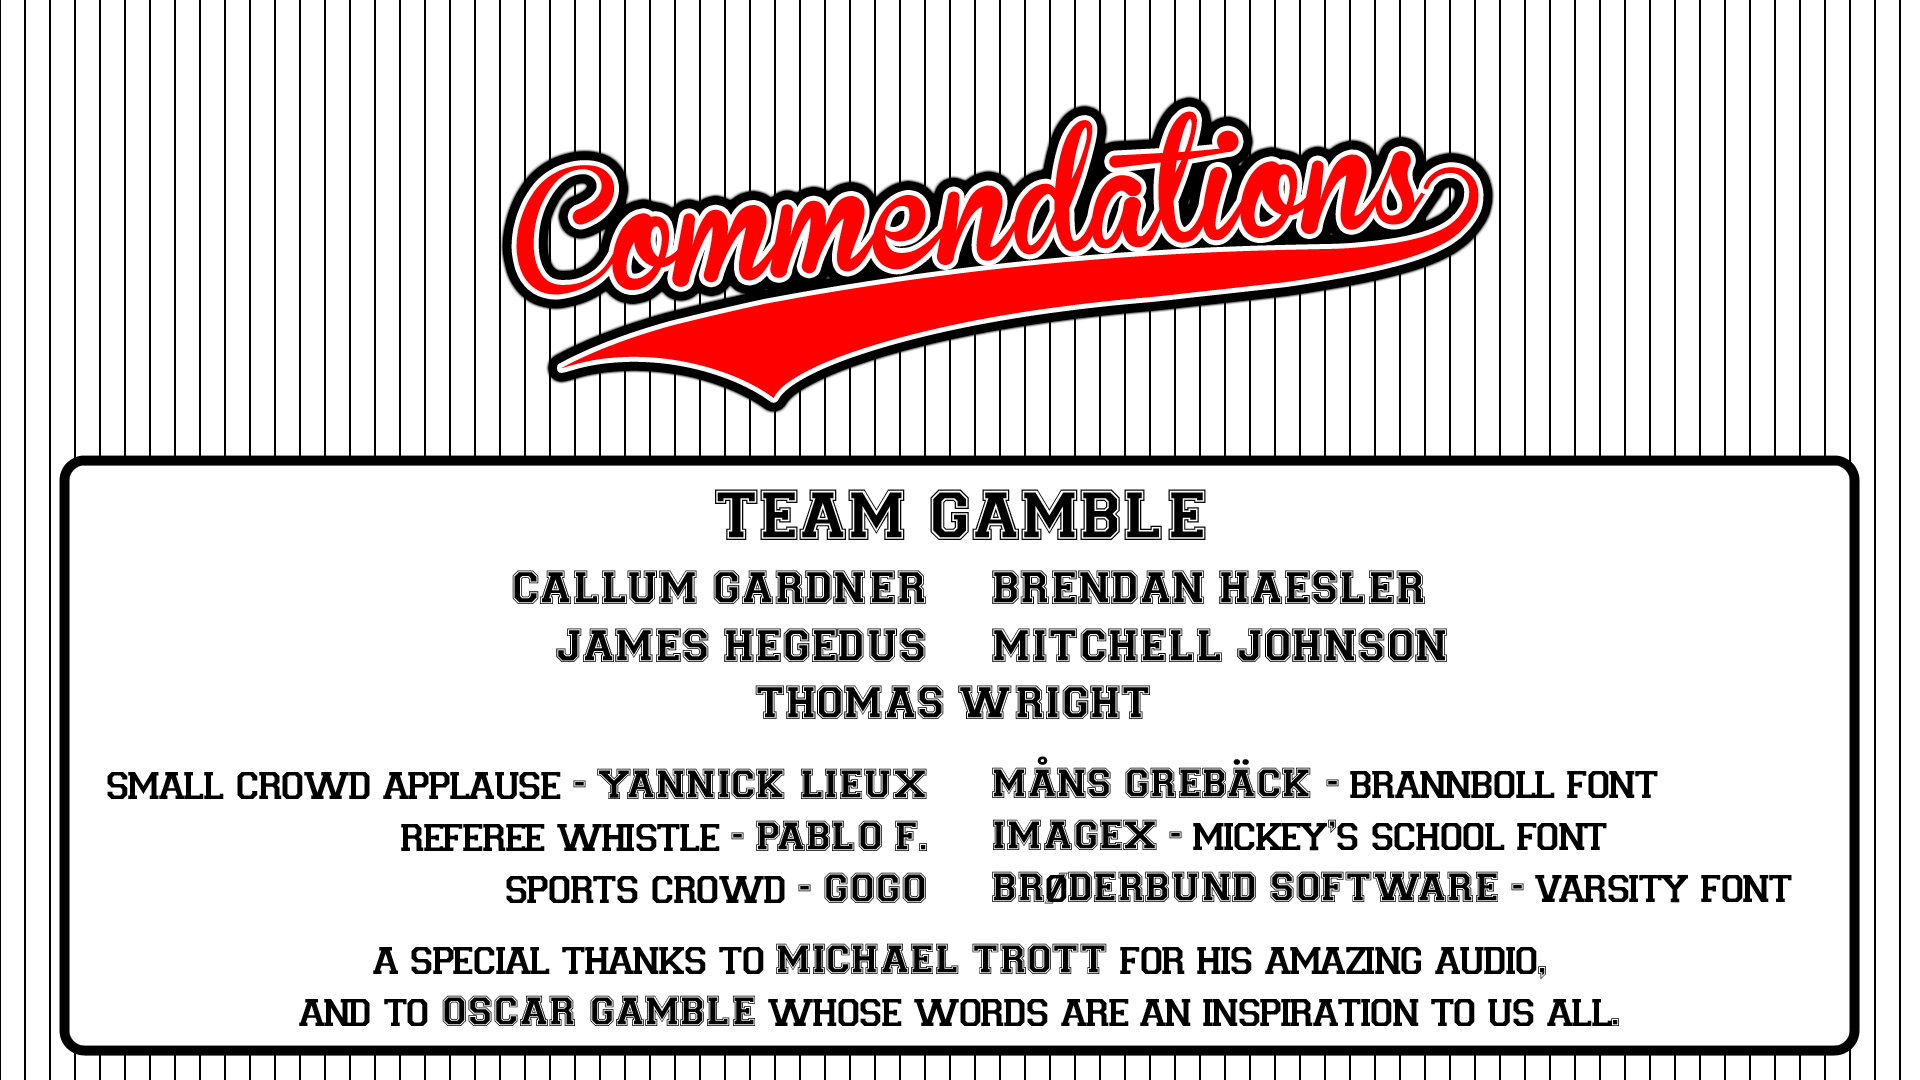 Commendations
TEAM GAMBLE
CALLUM GARDNER BRENDAN HAESLER
JAMES HEGEDUS MITCHELL JOHNSON
THOMAS WRIGHT
SMALL CROWD APPLAUSE - YANNICK LIEUX MÅNS GREBÄCK - BRANNBOLL FONT
REFEREE WHISTLE - PABLO F. IMAGEX - MICKEY'S SCHOOL FONT
SPORTS CROWD - GOGO BRØDERBUND SOFTWARE - VARSITY FONT
A SPECIAL THANKS TO MICHAEL TROTT FOR HIS AMAZING AUDIO,
AND TO OSCAR GAMBLE WHOSE WORDS ARE AN INSPIRATION TO US ALL.